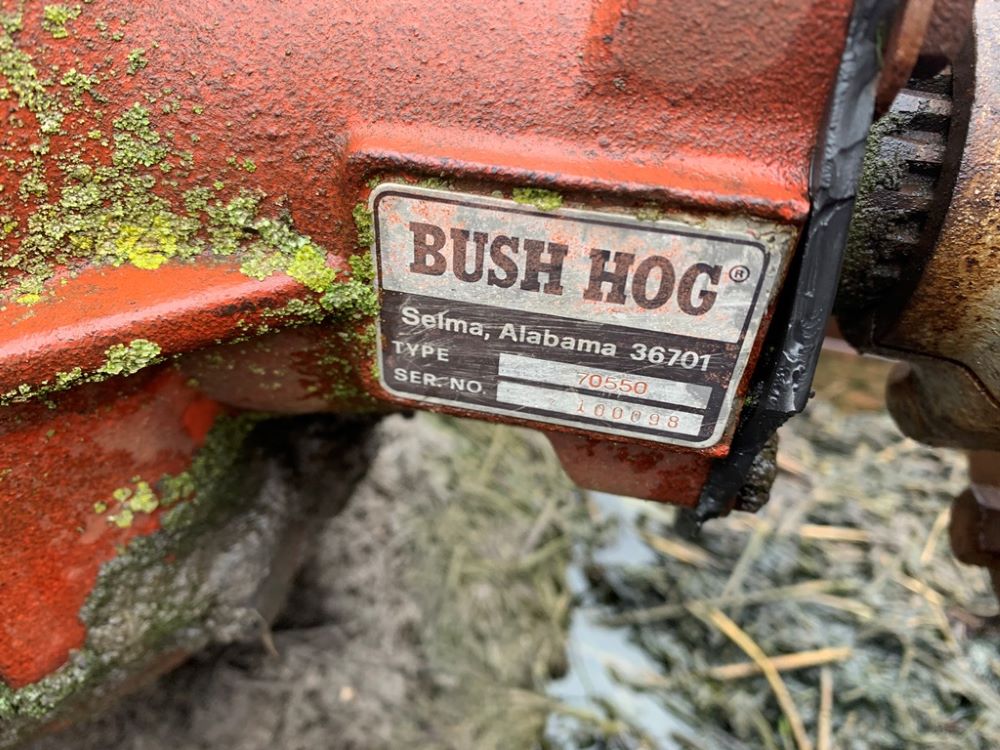 BUSH HOG®
Selma, Alabama 36701
TYPE 70550
SER. NO. 100098